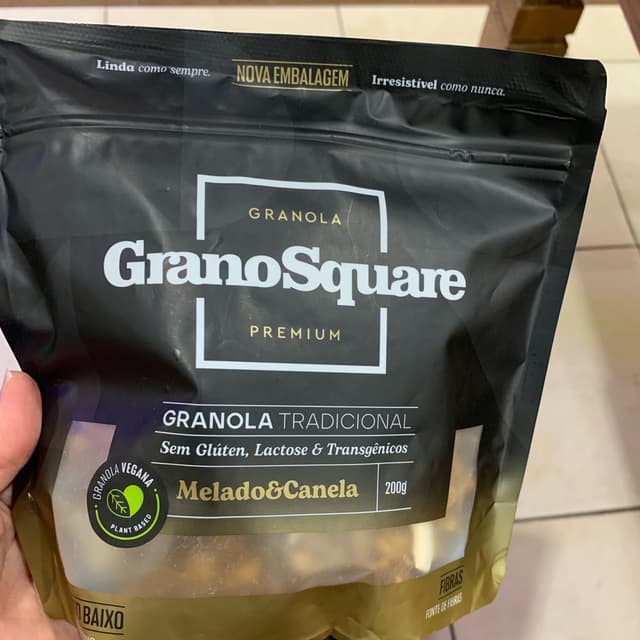 Linda como sempre.
NOVA EMBALAGEM
Irresistível como nunca.
GRANOLA
GranoSquare
PREMIUM
GRANOLA TRADICIONAL
Sem Glúten, Lactose & Transgênicos
Melado&Canela
200g
GRANOLA VEGANA
PLANT BASED
BAIXO
FIBRAS
FONTE DE FIBRAS